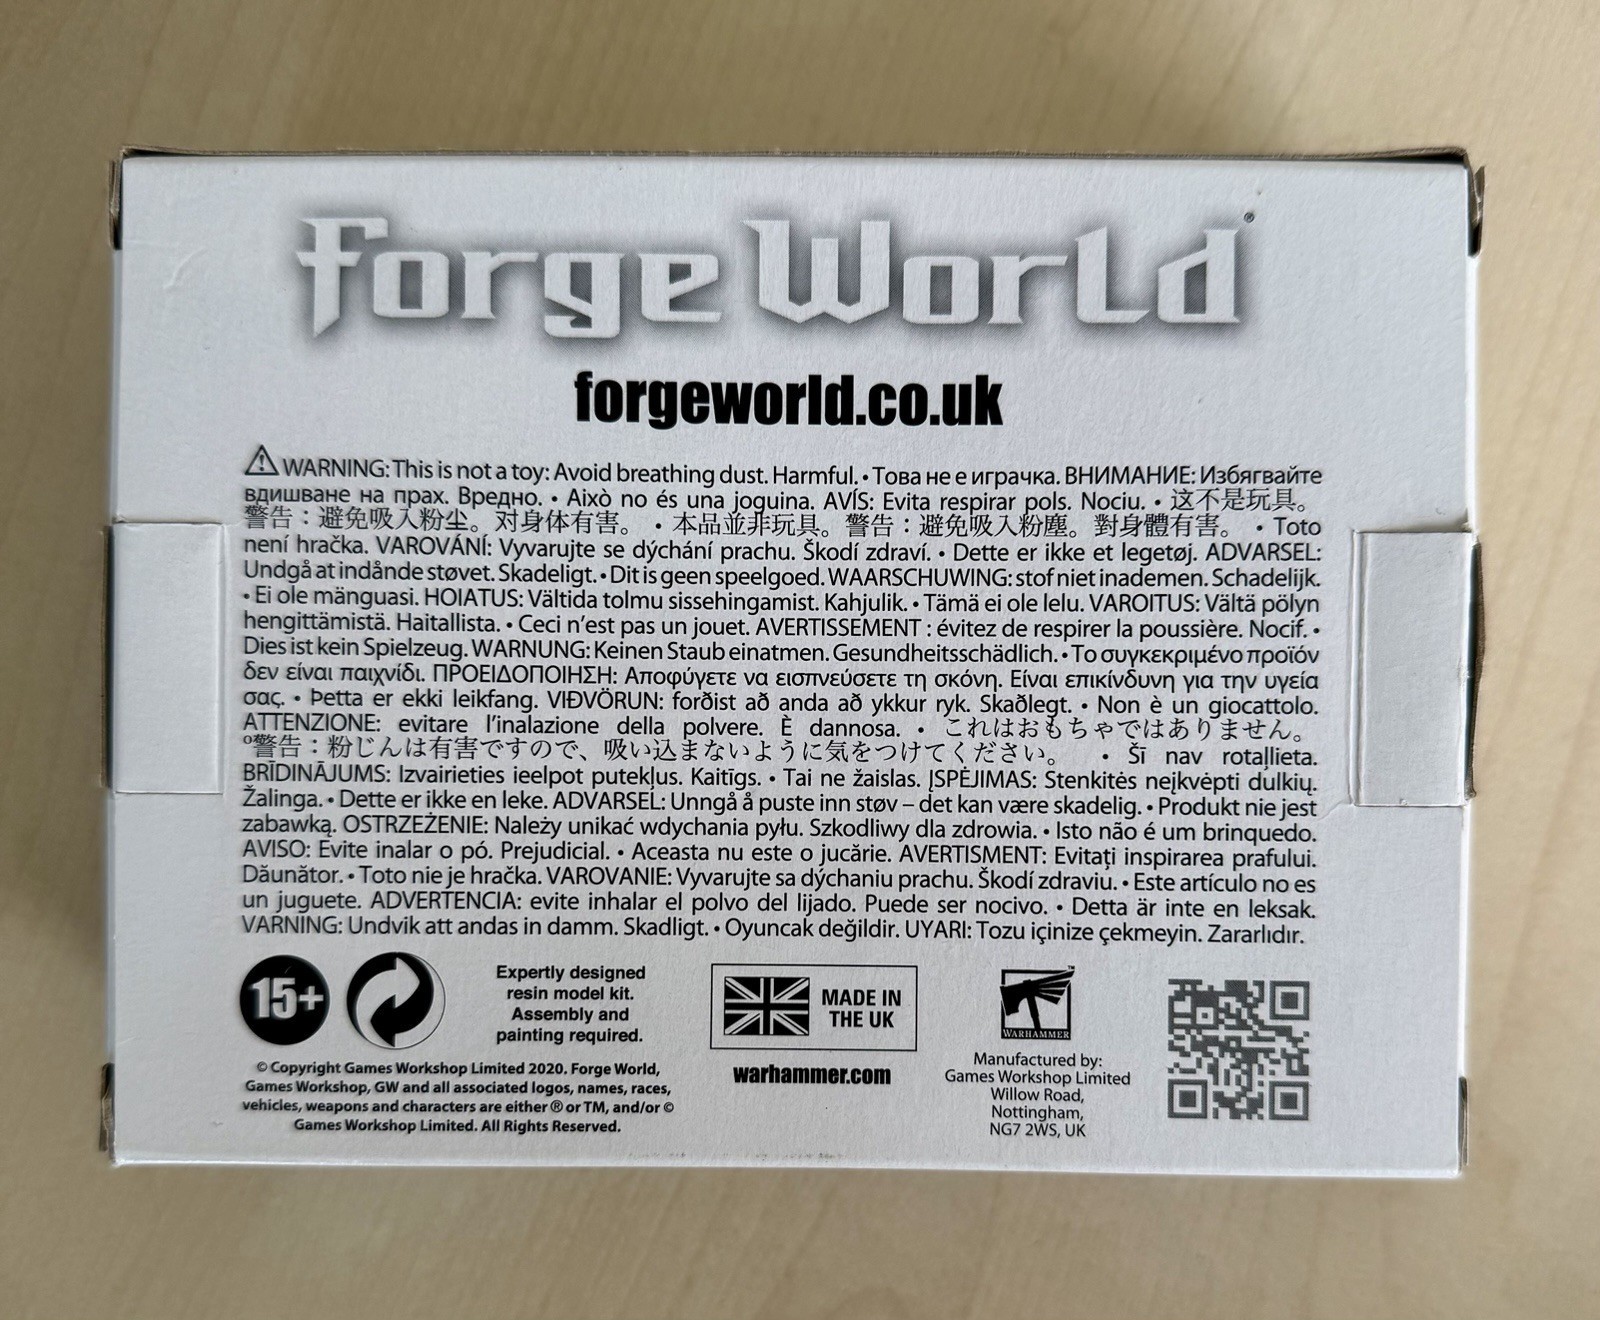 Forge World®
forgeworld.co.uk
WARNING: This is not a toy: Avoid breathing dust. Harmful. • Това не е играчка. ВНИМАНИЕ: Избягвайте
вдишване на прах. Вредно. • Això no és una joguina. AVÍS: Evita respirar pols. Nociu. • 这不是玩具。
警告：避免吸入粉尘。对身体有害。 • 本品並非玩具。警告：避免吸入粉塵。對身體有害。 • Toto
není hračka. VAROVÁNÍ: Vyvarujte se dýchání prachu. Škodí zdraví. • Dette er ikke et legetøj. ADVARSEL:
Undgå at indånde støvet. Skadeligt. • Dit is geen speelgoed. WAARSCHUWING: stof niet inademen. Schadelijk.
• Ei ole mänguasi. HOIATUS: Vältida tolmu sissehingamist. Kahjulik. • Tämä ei ole lelu. VAROITUS: Vältä pölyn
hengittämistä. Haitallista. • Ceci n'est pas un jouet. AVERTISSEMENT : évitez de respirer la poussière. Nocif. •
Dies ist kein Spielzeug. WARNUNG: Keinen Staub einatmen. Gesundheitsschädlich. • Το συγκεκριμένο προϊόν
δεν είναι παιχνίδι. ΠΡΟΕΙΔΟΠΟΙΗΣΗ: Αποφύγετε να εισπνεύσετε τη σκόνη. Είναι επικίνδυνη για την υγεία
σας. • Þetta er ekki leikfang. VIÐVÖRUN: forðist að anda að ykkur ryk. Skaðlegt. • Non è un giocattolo.
ATTENZIONE: evitare l'inalazione della polvere. È dannosa. • これはおもちゃではありません。
º警告：粉じんは有害ですので、吸い込まないように気をつけてください。 • Šī nav rotaļlieta.
BRĪDINĀJUMS: Izvairieties ieelpot putekļus. Kaitīgs. • Tai ne žaislas. ĮSPĖJIMAS: Stenkitės neįkvėpti dulkių.
Žalinga. • Dette er ikke en leke. ADVARSEL: Unngå å puste inn støv – det kan være skadelig. • Produkt nie jest
zabawką. OSTRZEŻENIE: Należy unikać wdychania pyłu. Szkodliwy dla zdrowia. • Isto não é um brinquedo.
AVISO: Evite inalar o pó. Prejudicial. • Aceasta nu este o jucărie. AVERTISMENT: Evitați inspirarea prafului.
Dăunător. • Toto nie je hračka. VAROVANIE: Vyvarujte sa dýchaniu prachu. Škodí zdraviu. • Este artículo no es
un juguete. ADVERTENCIA: evite inhalar el polvo del lijado. Puede ser nocivo. • Detta är inte en leksak.
VARNING: Undvik att andas in damm. Skadligt. • Oyuncak değildir. UYARI: Tozu içinize çekmeyin. Zararlıdır.
15+
Expertly designed
resin model kit.
Assembly and
painting required.
© Copyright Games Workshop Limited 2020. Forge World,
Games Workshop, GW and all associated logos, names, races,
vehicles, weapons and characters are either ® or TM, and/or ©
Games Workshop Limited. All Rights Reserved.
MADE IN
THE UK
warhammer.com
WARHAMMER™
Manufactured by:
Games Workshop Limited
Willow Road,
Nottingham,
NG7 2WS, UK